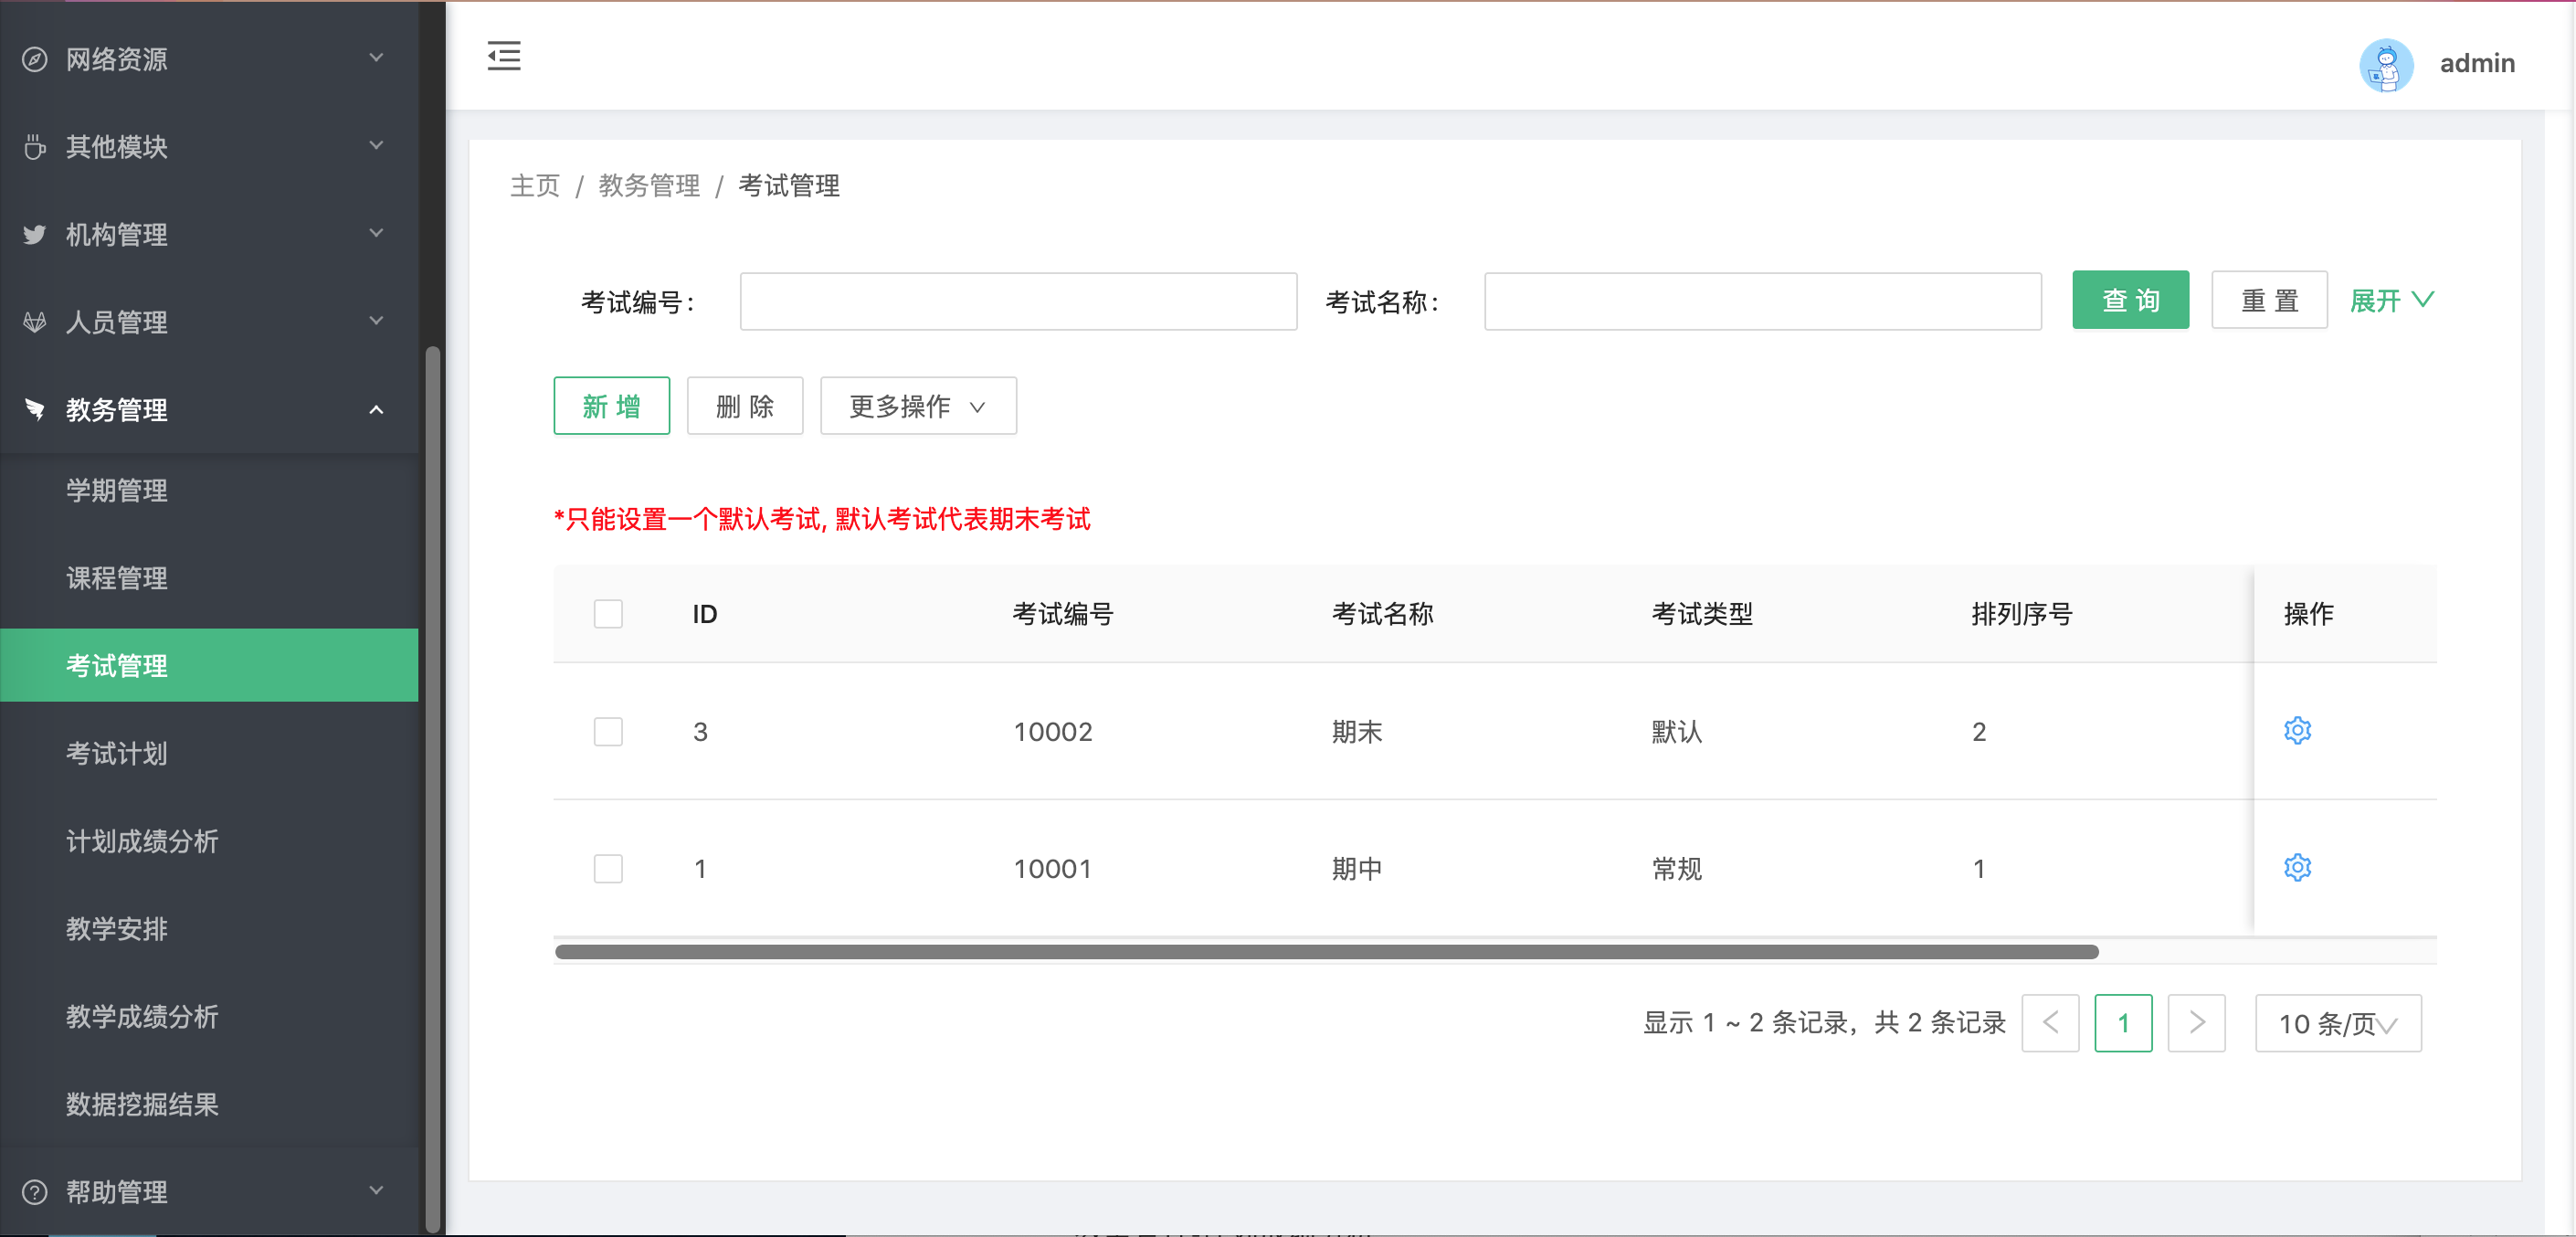 网络资源
其他模块
机构管理
人员管理
教务管理
学期管理
课程管理
考试管理
考试计划
计划成绩分析
教学安排
教学成绩分析
数据挖掘结果
帮助管理
admin
主页 / 教务管理 / 考试管理
考试编号: 考试名称: 查 询 重 置 展开
新 增 删 除 更多操作
*只能设置一个默认考试, 默认考试代表期末考试
ID 考试编号 考试名称 考试类型 排列序号 操作
3 10002 期末 默认 2
1 10001 期中 常规 1
显示 1 ~ 2 条记录，共 2 条记录 < 1 > 10 条/页